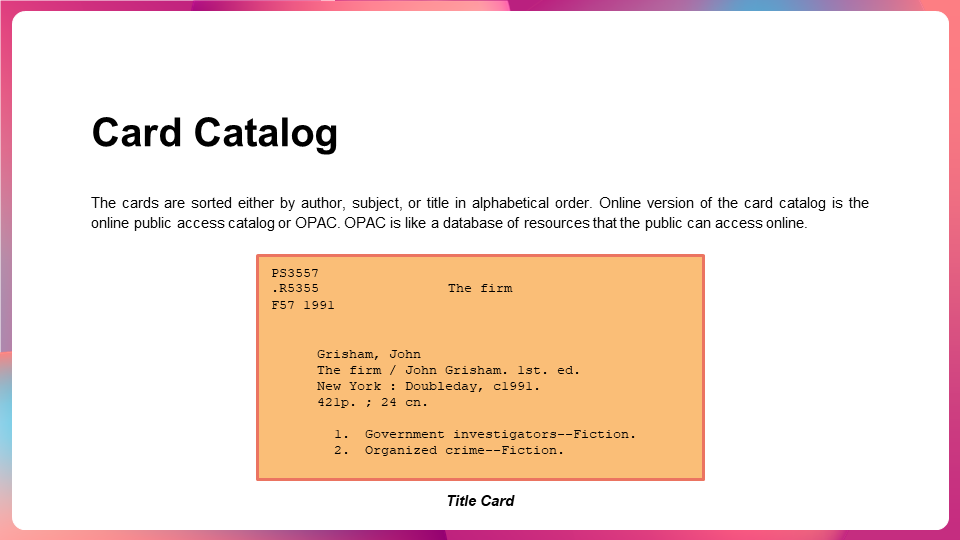 Card Catalog
The cards are sorted either by author, subject, or title in alphabetical order. Online version of the card catalog is the
online public access catalog or OPAC. OPAC is like a database of resources that the public can access online.
PS3557
.R5355 The firm
F57 1991
Grisham, John
The firm / John Grisham. 1st. ed.
New York : Doubleday, c1991.
421p. ; 24 cn.
1. Government investigators--Fiction.
2. Organized crime--Fiction.
Title Card